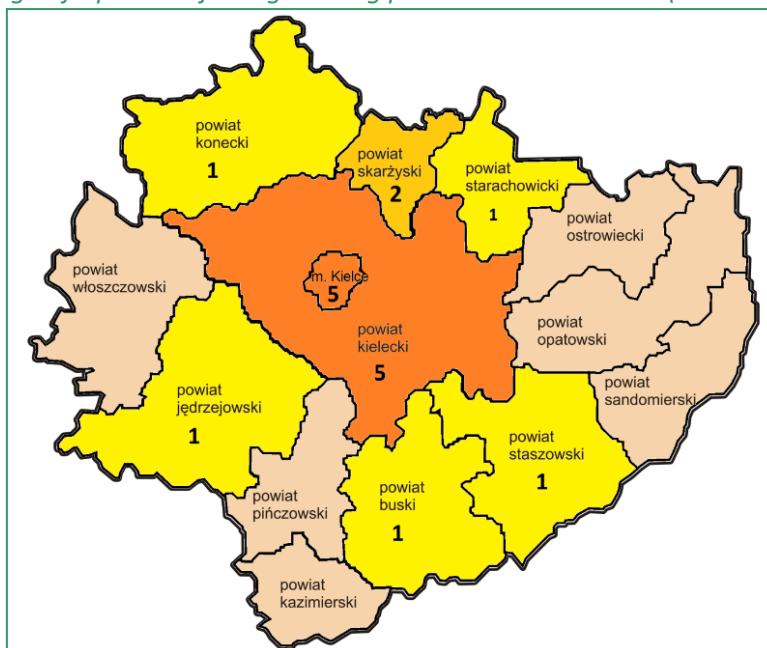 powiat
konecki
1
powiat
skarżyski
2
powiat
starachowicki
1
powiat
ostrowiecki
powiat
włoszczowski
m. Kielce
5
powiat
kielecki
5
powiat
opatowski
powiat
sandomierski
powiat
jędrzejowski
1
powiat
staszowski
1
powiat
pińczowski
powiat
buski
1
powiat
kazimierski